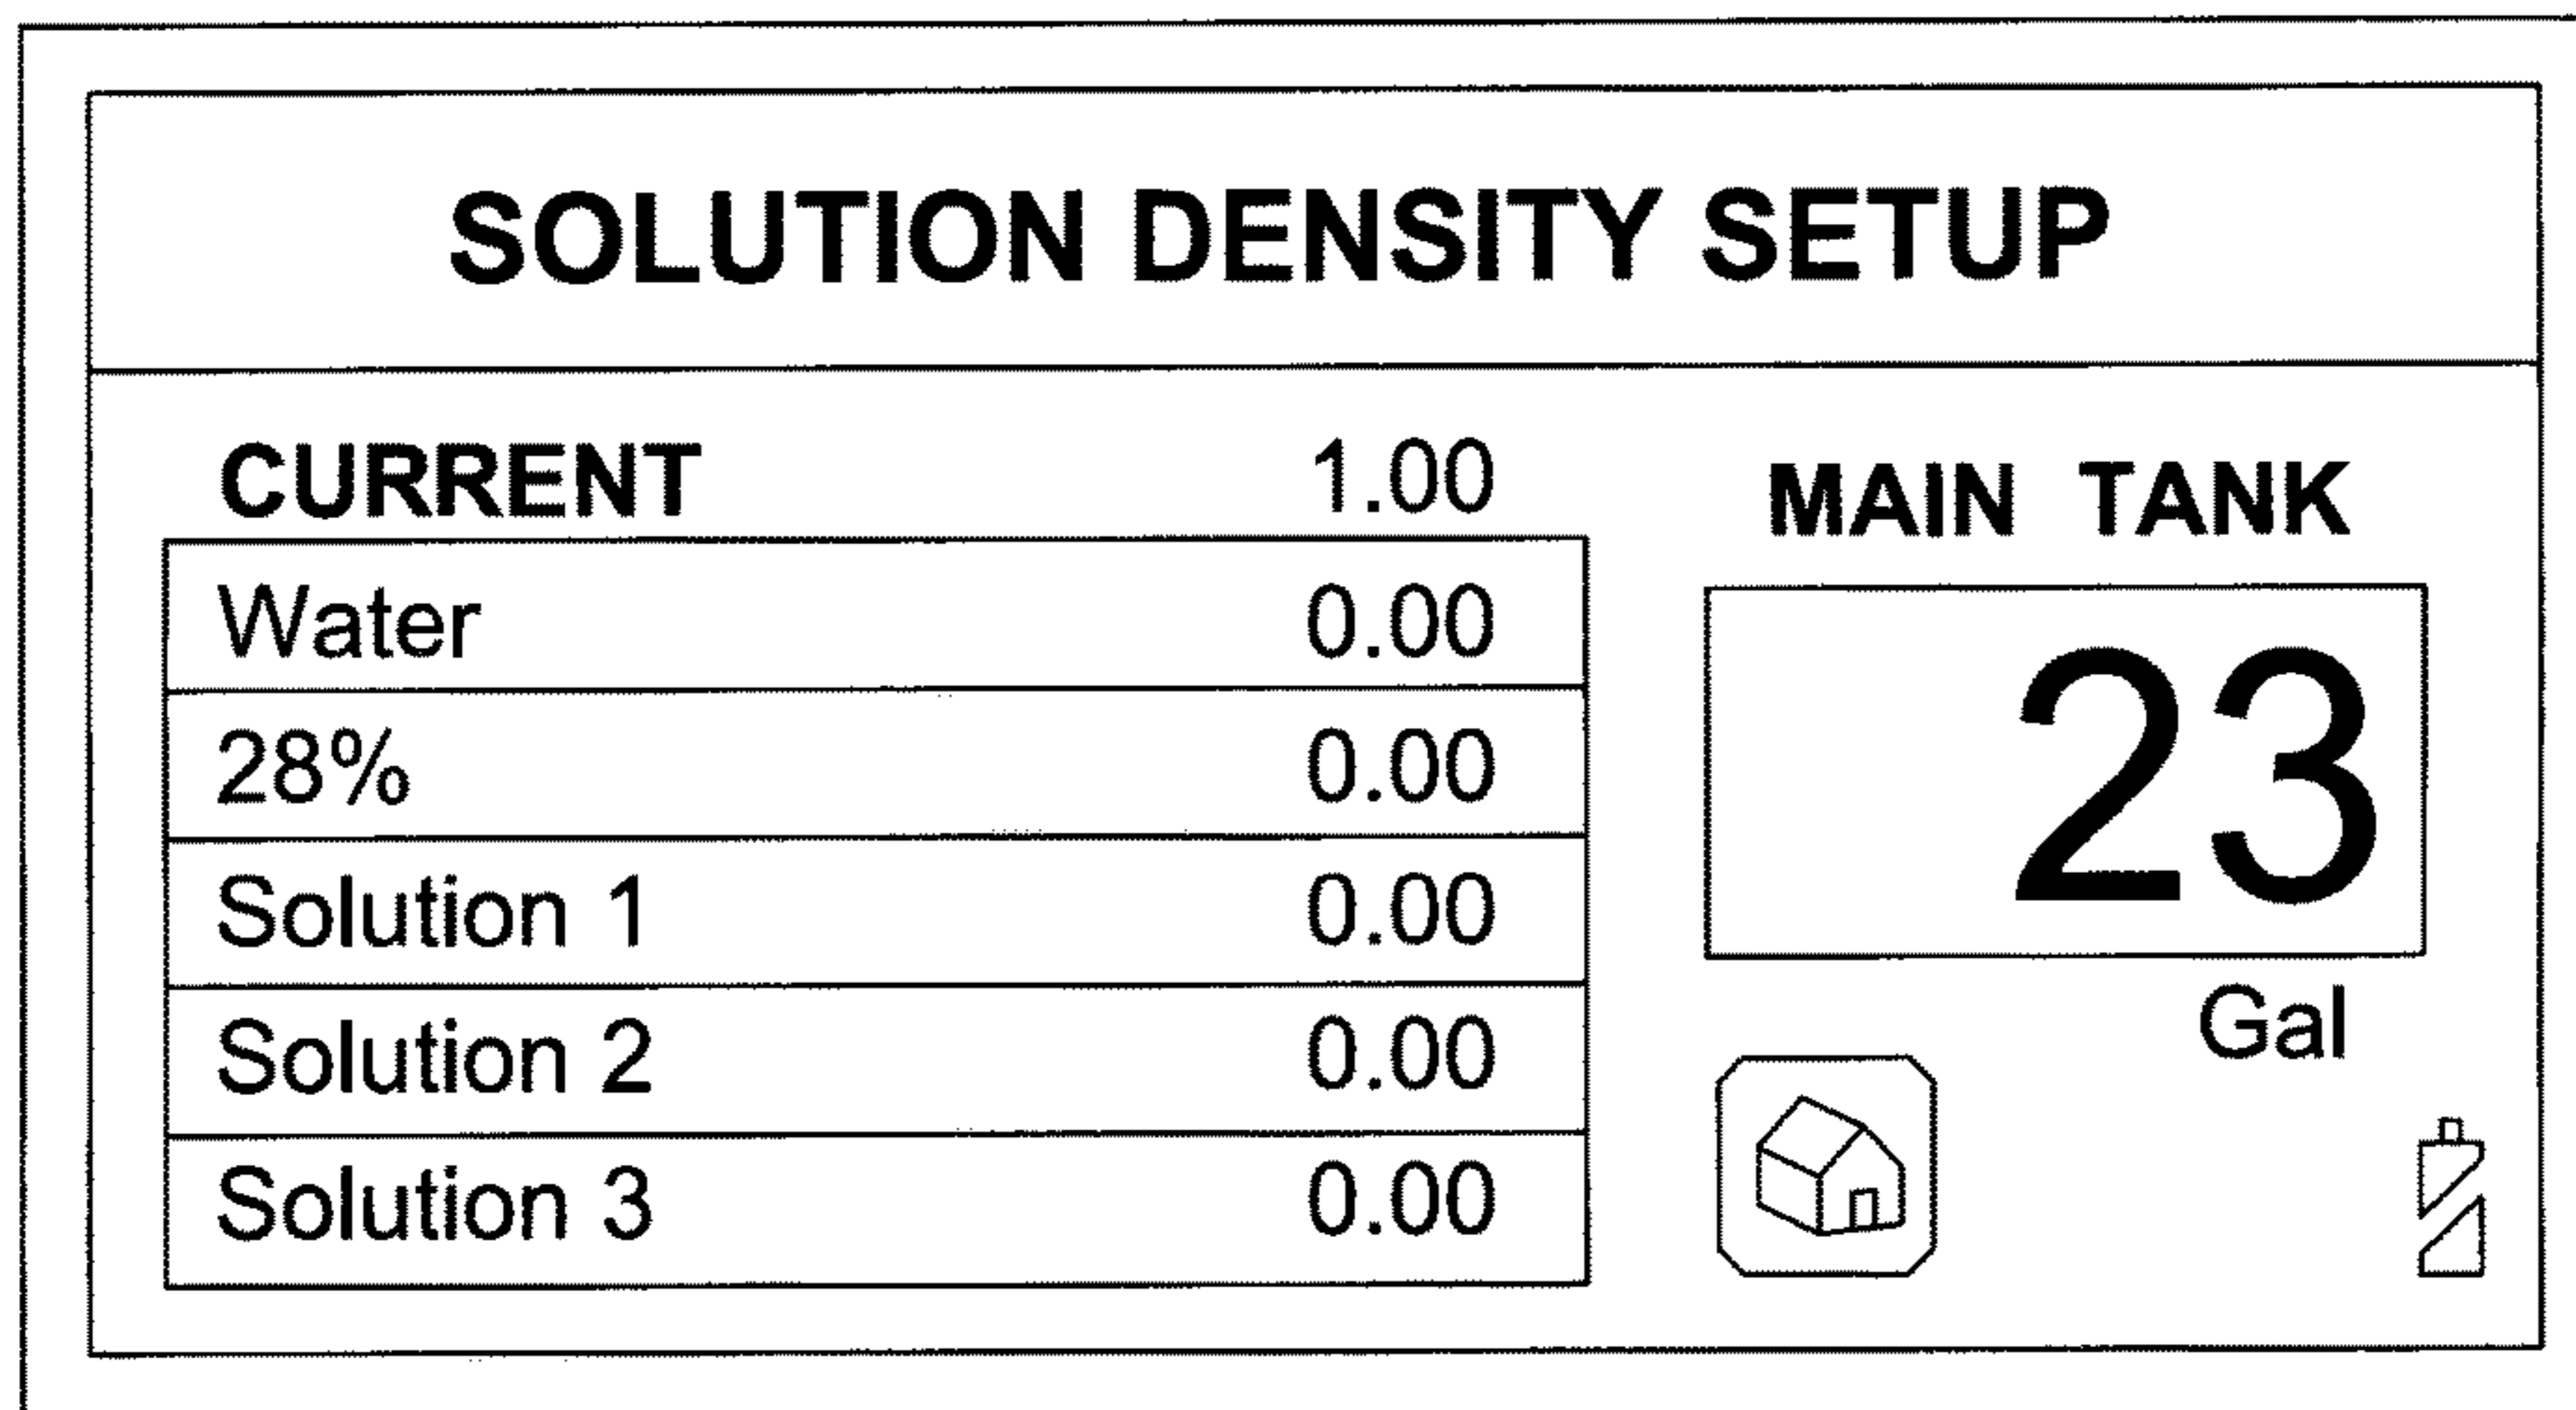 SOLUTION DENSITY SETUP
CURRENT 1.00
Water 0.00
28% 0.00
Solution 1 0.00
Solution 2 0.00
Solution 3 0.00
MAIN TANK
23
Gal